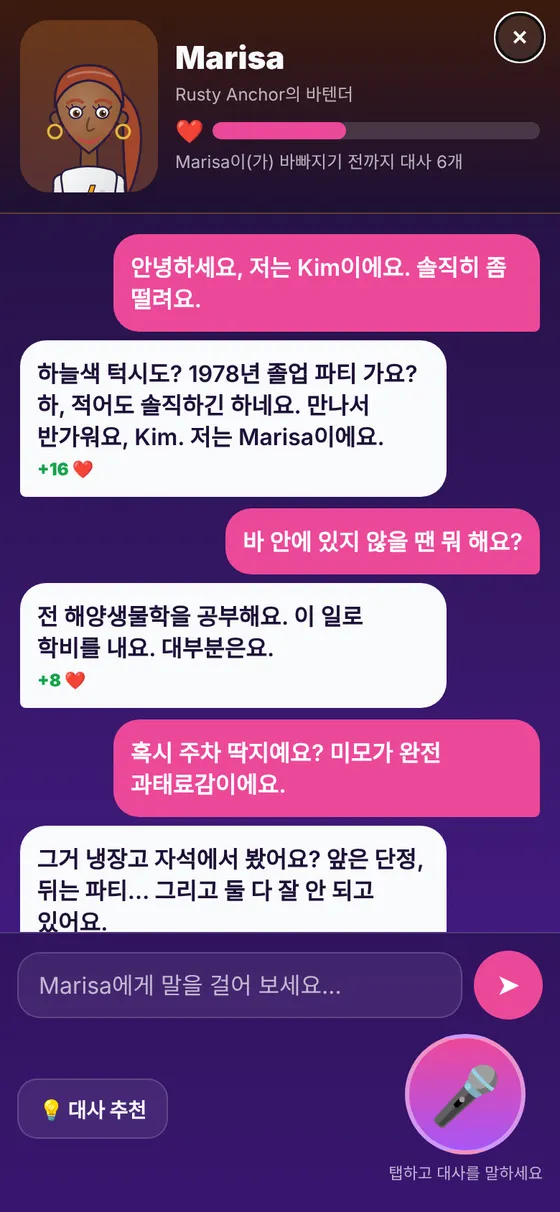 Marisa
Rusty Anchor의 바텐더
Marisa이(가) 바빠지기 전까지 대사 6개
안녕하세요, 저는 Kim이에요. 솔직히 좀
떨려요.
하늘색 턱시도? 1978년 졸업 파티 가요?
하, 적어도 솔직하긴 하네요. 만나서
반가워요, Kim. 저는 Marisa이에요.
+16 ❤️
바 안에 있지 않을 땐 뭐 해요?
전 해양생물학을 공부해요. 이 일로
학비를 내요. 대부분은요.
+8 ❤️
혹시 주차 딱지예요? 미모가 완전
과태료감이에요.
그거 냉장고 자석에서 봤어요? 앞은 단정,
뒤는 파티… 그리고 둘 다 잘 안 되고
있어요.
Marisa에게 말을 걸어 보세요...
💡 대사 추천
탭하고 대사를 말하세요